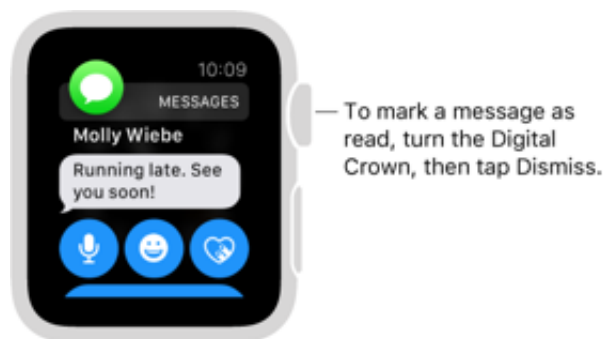 10:09
MESSAGES
Molly Wiebe
Running late. See
you soon!
To mark a message as
read, turn the Digital
Crown, then tap Dismiss.